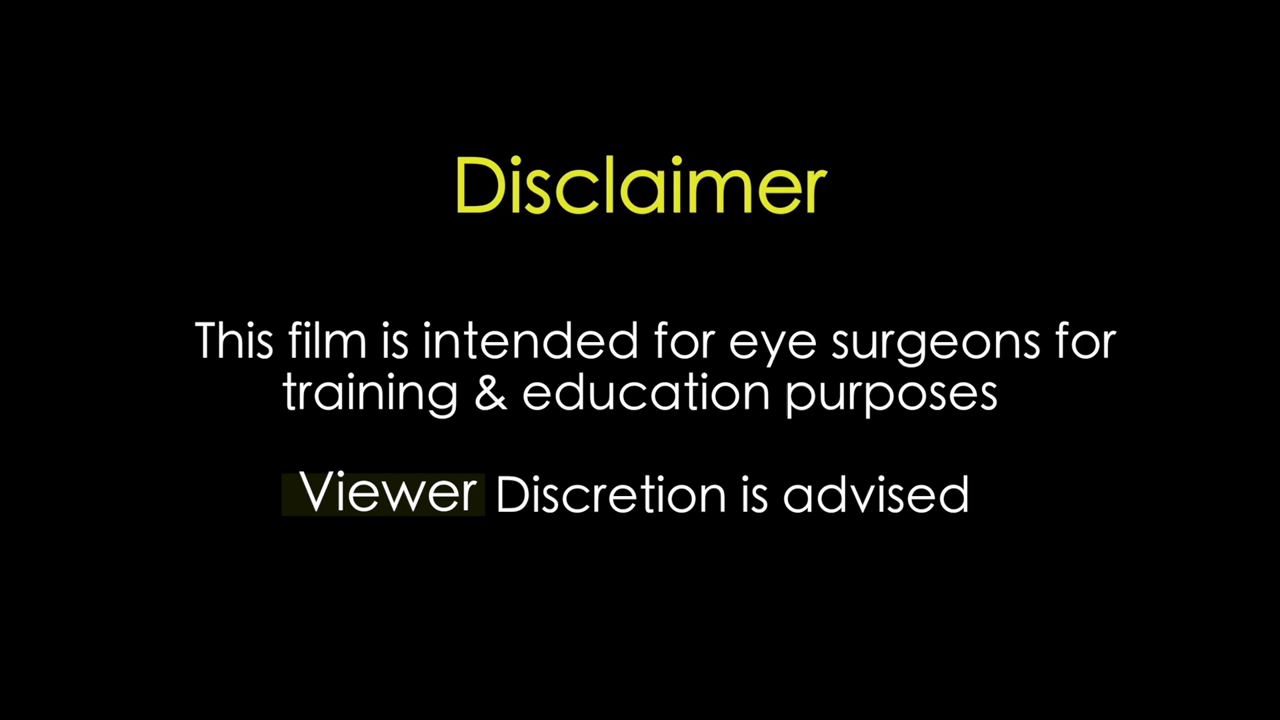 Disclaimer
This film is intended for eye surgeons for
training & education purposes
Viewer Discretion is advised